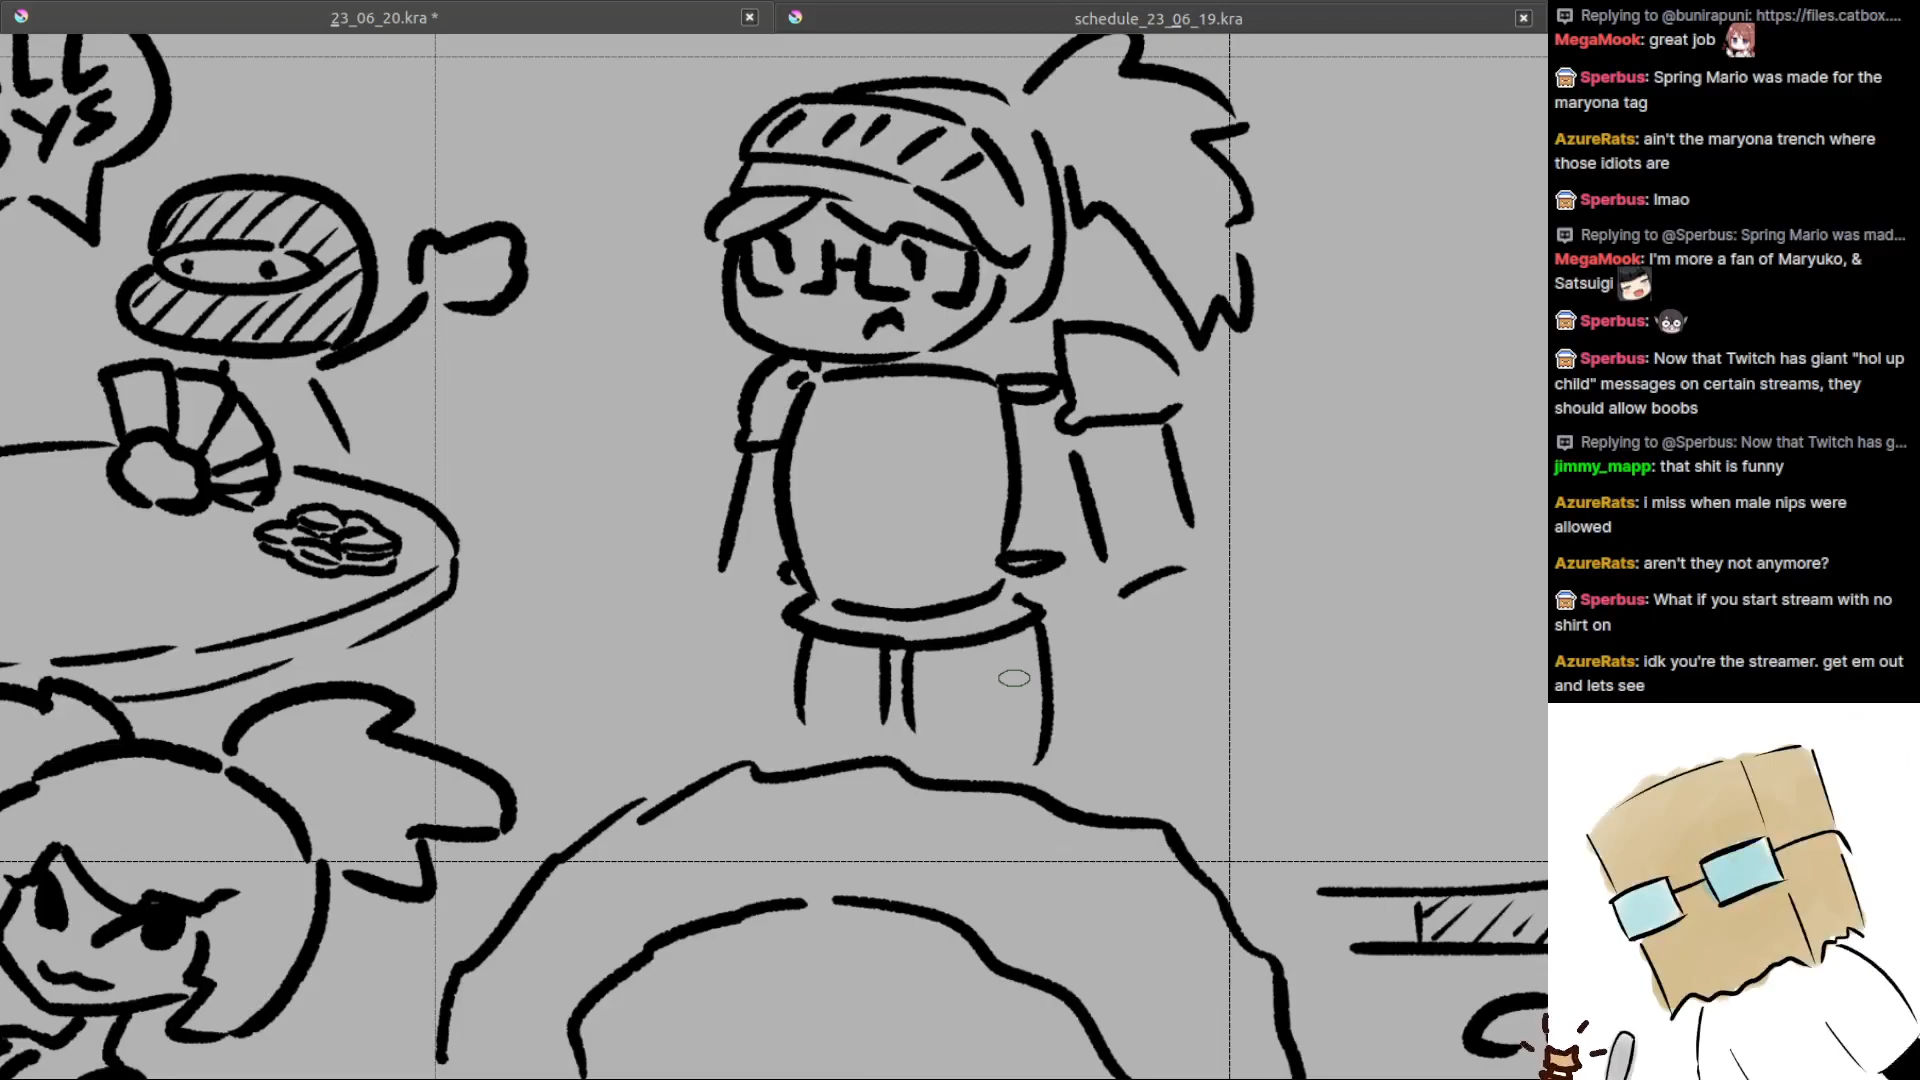 23_06_20.kra *
schedule_23_06_19.kra
LL
YS
Replying to @bunirapuni: https://files.catbox....
MegaMook: great job
Sperbus: Spring Mario was made for the
maryona tag
AzureRats: ain't the maryona trench where
those idiots are
Sperbus: lmao
Replying to @Sperbus: Spring Mario was mad...
MegaMook: I'm more a fan of Maryuko, &
Satsuigi
Sperbus:
Sperbus: Now that Twitch has giant "hol up
child" messages on certain streams, they
should allow boobs
Replying to @Sperbus: Now that Twitch has g...
jimmy_mapp: that shit is funny
AzureRats: i miss when male nips were
allowed
AzureRats: aren't they not anymore?
Sperbus: What if you start stream with no
shirt on
AzureRats: idk you're the streamer. get em out
and lets see